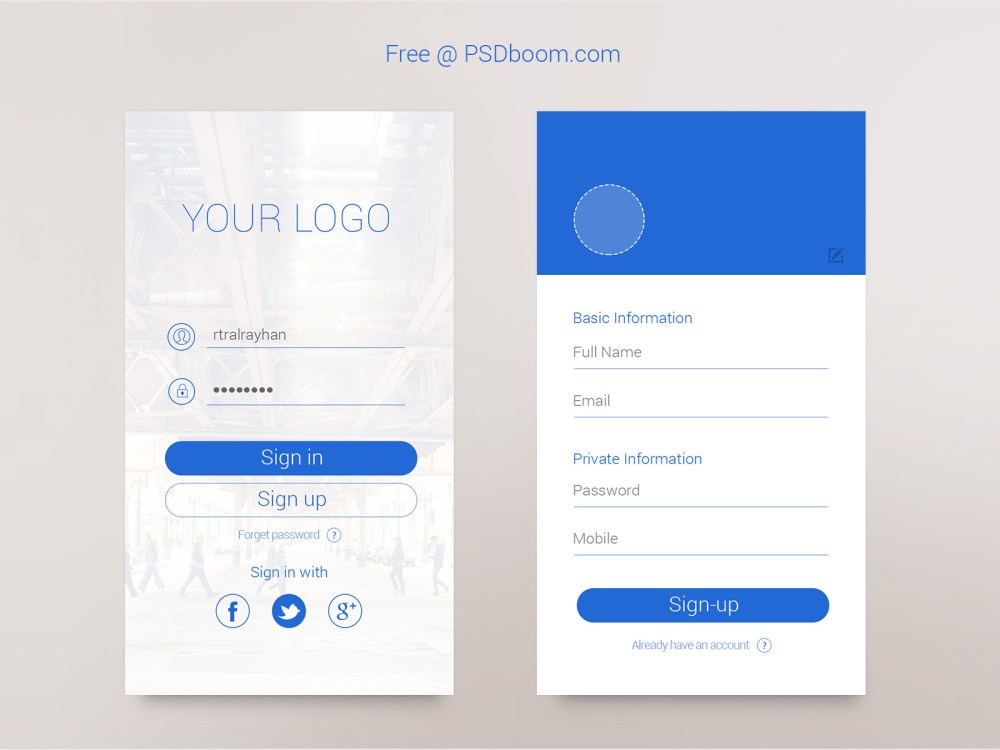 Free @ PSDboom.com
YOUR LOGO
rtralrayhan
••••••••
Sign in
Sign up
Forget password ?
Sign in with
f g+
Basic Information
Full Name
Email
Private Information
Password
Mobile
Sign-up
Already have an account ?